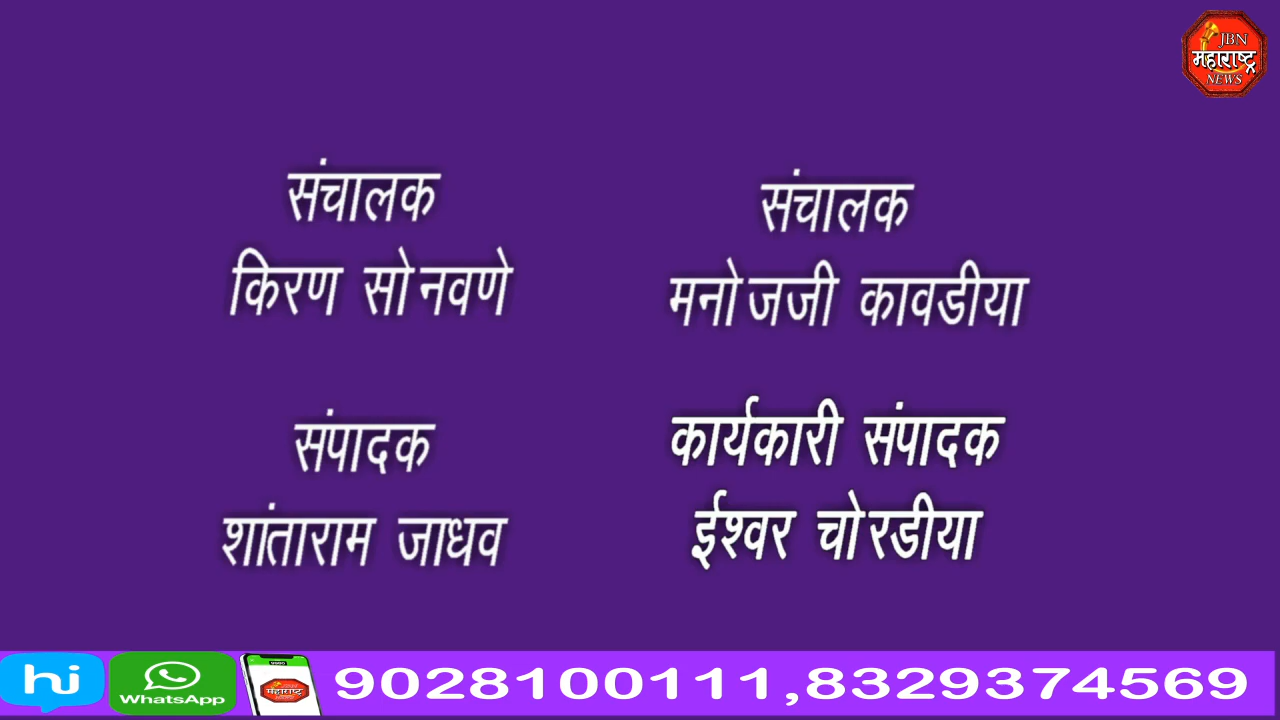 JBN
महाराष्ट्र
NEWS
संचालक
किरण सोनवणे
संचालक
मनोजजी कावडीया
संपादक
शांताराम जाधव
कार्यकारी संपादक
ईश्वर चोरडीया
hi
WhatsApp
महाराष्ट्र
9028100111,8329374569